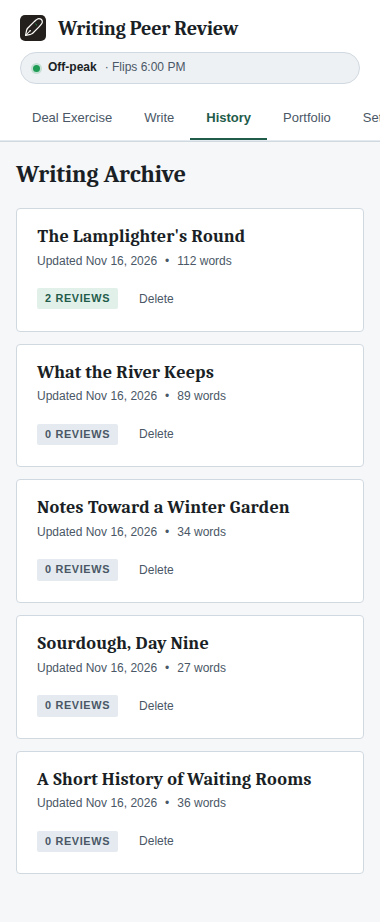 Writing Peer Review
Off-peak · Flips 6:00 PM
Deal Exercise Write History Portfolio
Writing Archive
The Lamplighter's Round
Updated Nov 16, 2026 • 112 words
2 REVIEWS Delete
What the River Keeps
Updated Nov 16, 2026 • 89 words
0 REVIEWS Delete
Notes Toward a Winter Garden
Updated Nov 16, 2026 • 34 words
0 REVIEWS Delete
Sourdough, Day Nine
Updated Nov 16, 2026 • 27 words
0 REVIEWS Delete
A Short History of Waiting Rooms
Updated Nov 16, 2026 • 36 words
0 REVIEWS Delete